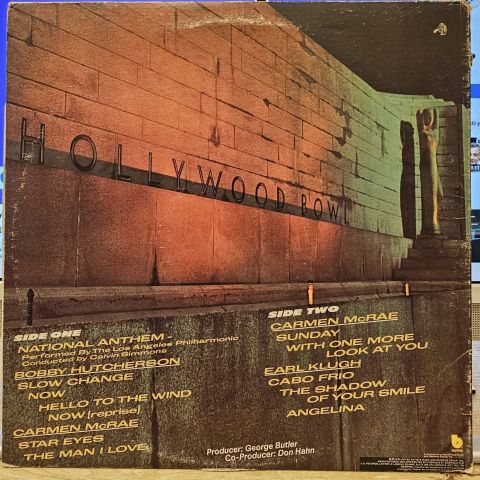 HOLLYWOOD BOWL
SIDE ONE
NATIONAL ANTHEM -
Performed By The Los Angeles Philharmonic
Conducted by Calvin Simmons
BOBBY HUTCHERSON
SLOW CHANGE
NOW
HELLO TO THE WIND
NOW [reprise]
CARMEN McRAE
STAR EYES
THE MAN I LOVE
SIDE TWO
CARMEN McRAE
SUNDAY
WITH ONE MORE
LOOK AT YOU
EARL KLUGH
CABO FRIO
THE SHADOW
OF YOUR SMILE
ANGELINA
Producer: George Butler
Co-Producer: Don Hahn
b